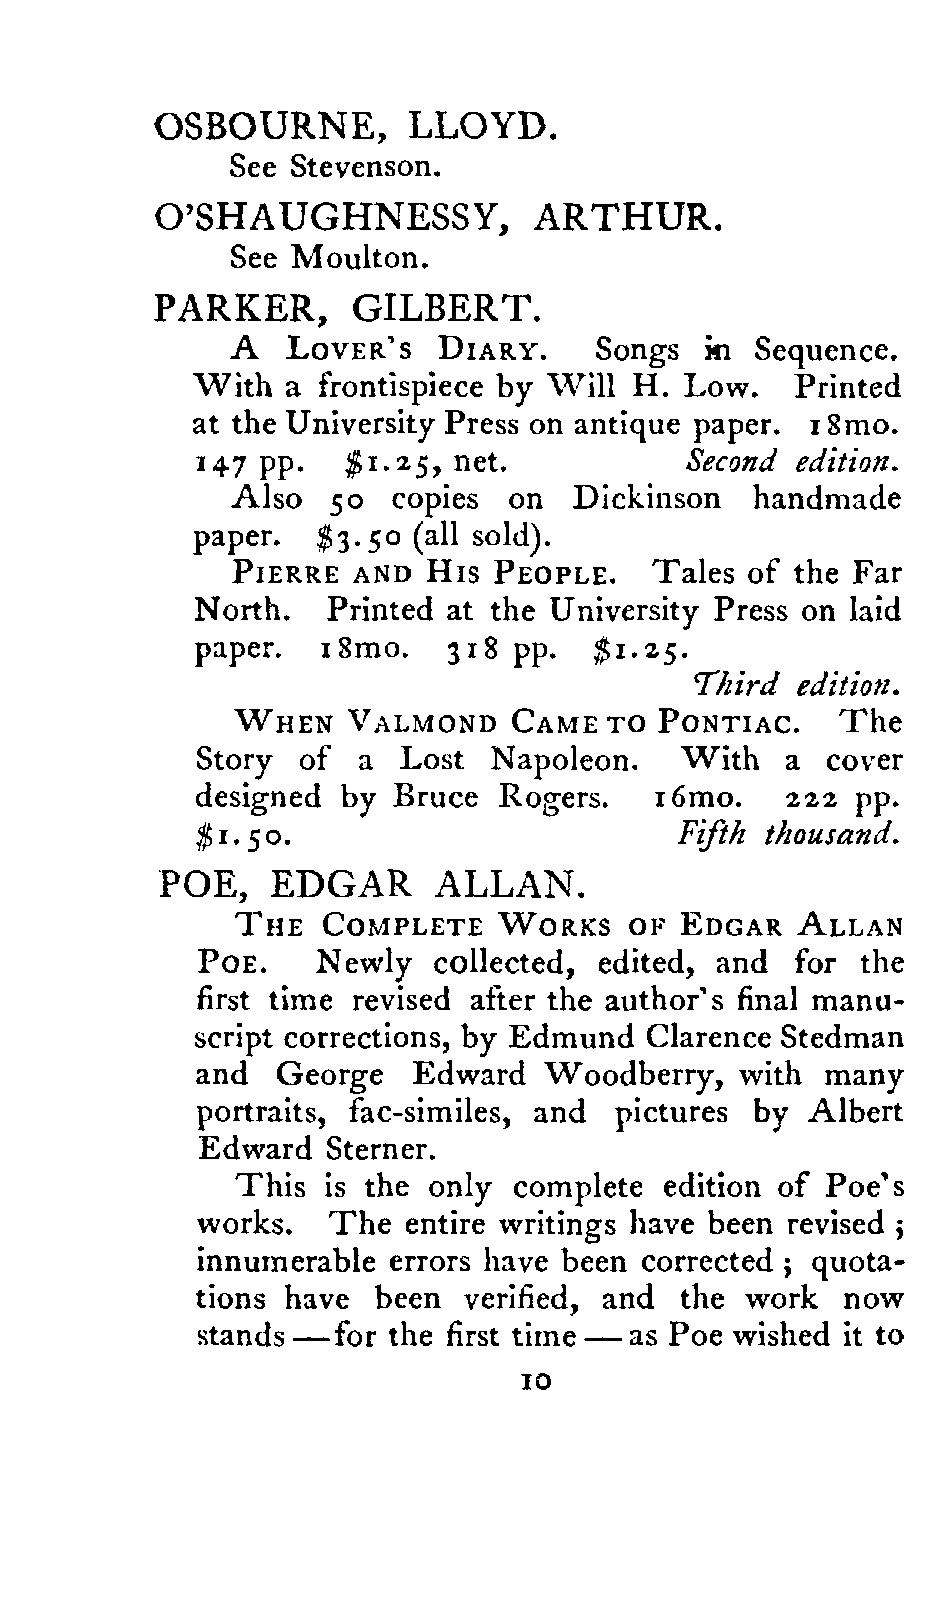 OSBOURNE, LLOYD.
See Stevenson.
O'SHAUGHNESSY, ARTHUR.
See Moulton.
PARKER, GILBERT.
A LOVER'S DIARY. Songs in Sequence.
With a frontispiece by Will H. Low. Printed
at the University Press on antique paper. 18mo.
147 pp. $1.25, net. Second edition.
Also 50 copies on Dickinson handmade
paper. $3.50 (all sold).
PIERRE AND HIS PEOPLE. Tales of the Far
North. Printed at the University Press on laid
paper. 18mo. 318 pp. $1.25.
Third edition.
WHEN VALMOND CAME TO PONTIAC. The
Story of a Lost Napoleon. With a cover
designed by Bruce Rogers. 16mo. 222 pp.
$1.50. Fifth thousand.
POE, EDGAR ALLAN.
THE COMPLETE WORKS OF EDGAR ALLAN
POE. Newly collected, edited, and for the
first time revised after the author's final manu-
script corrections, by Edmund Clarence Stedman
and George Edward Woodberry, with many
portraits, fac-similes, and pictures by Albert
Edward Sterner.
This is the only complete edition of Poe's
works. The entire writings have been revised ;
innumerable errors have been corrected ; quota-
tions have been verified, and the work now
stands — for the first time — as Poe wished it to
10